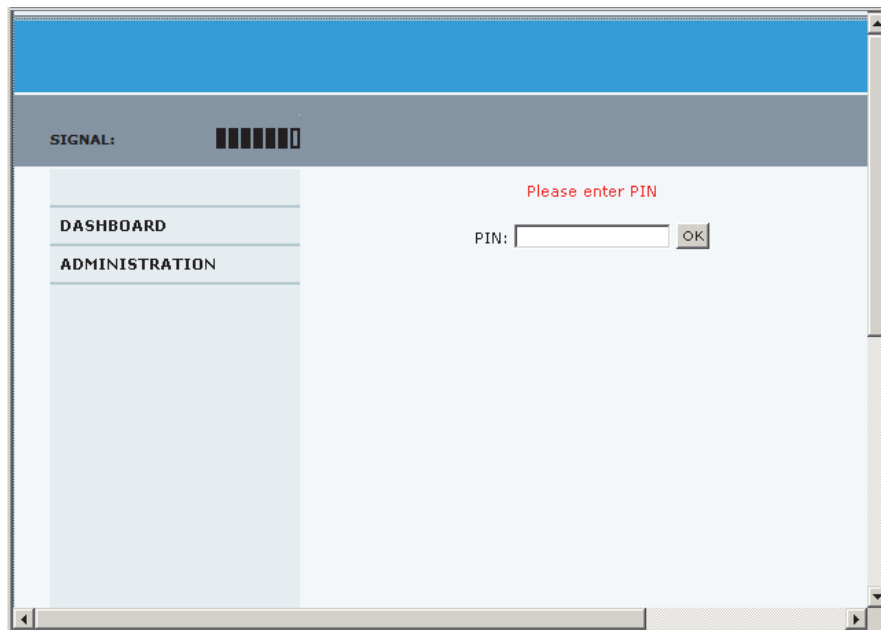 SIGNAL:
Please enter PIN
DASHBOARD
PIN: OK
ADMINISTRATION